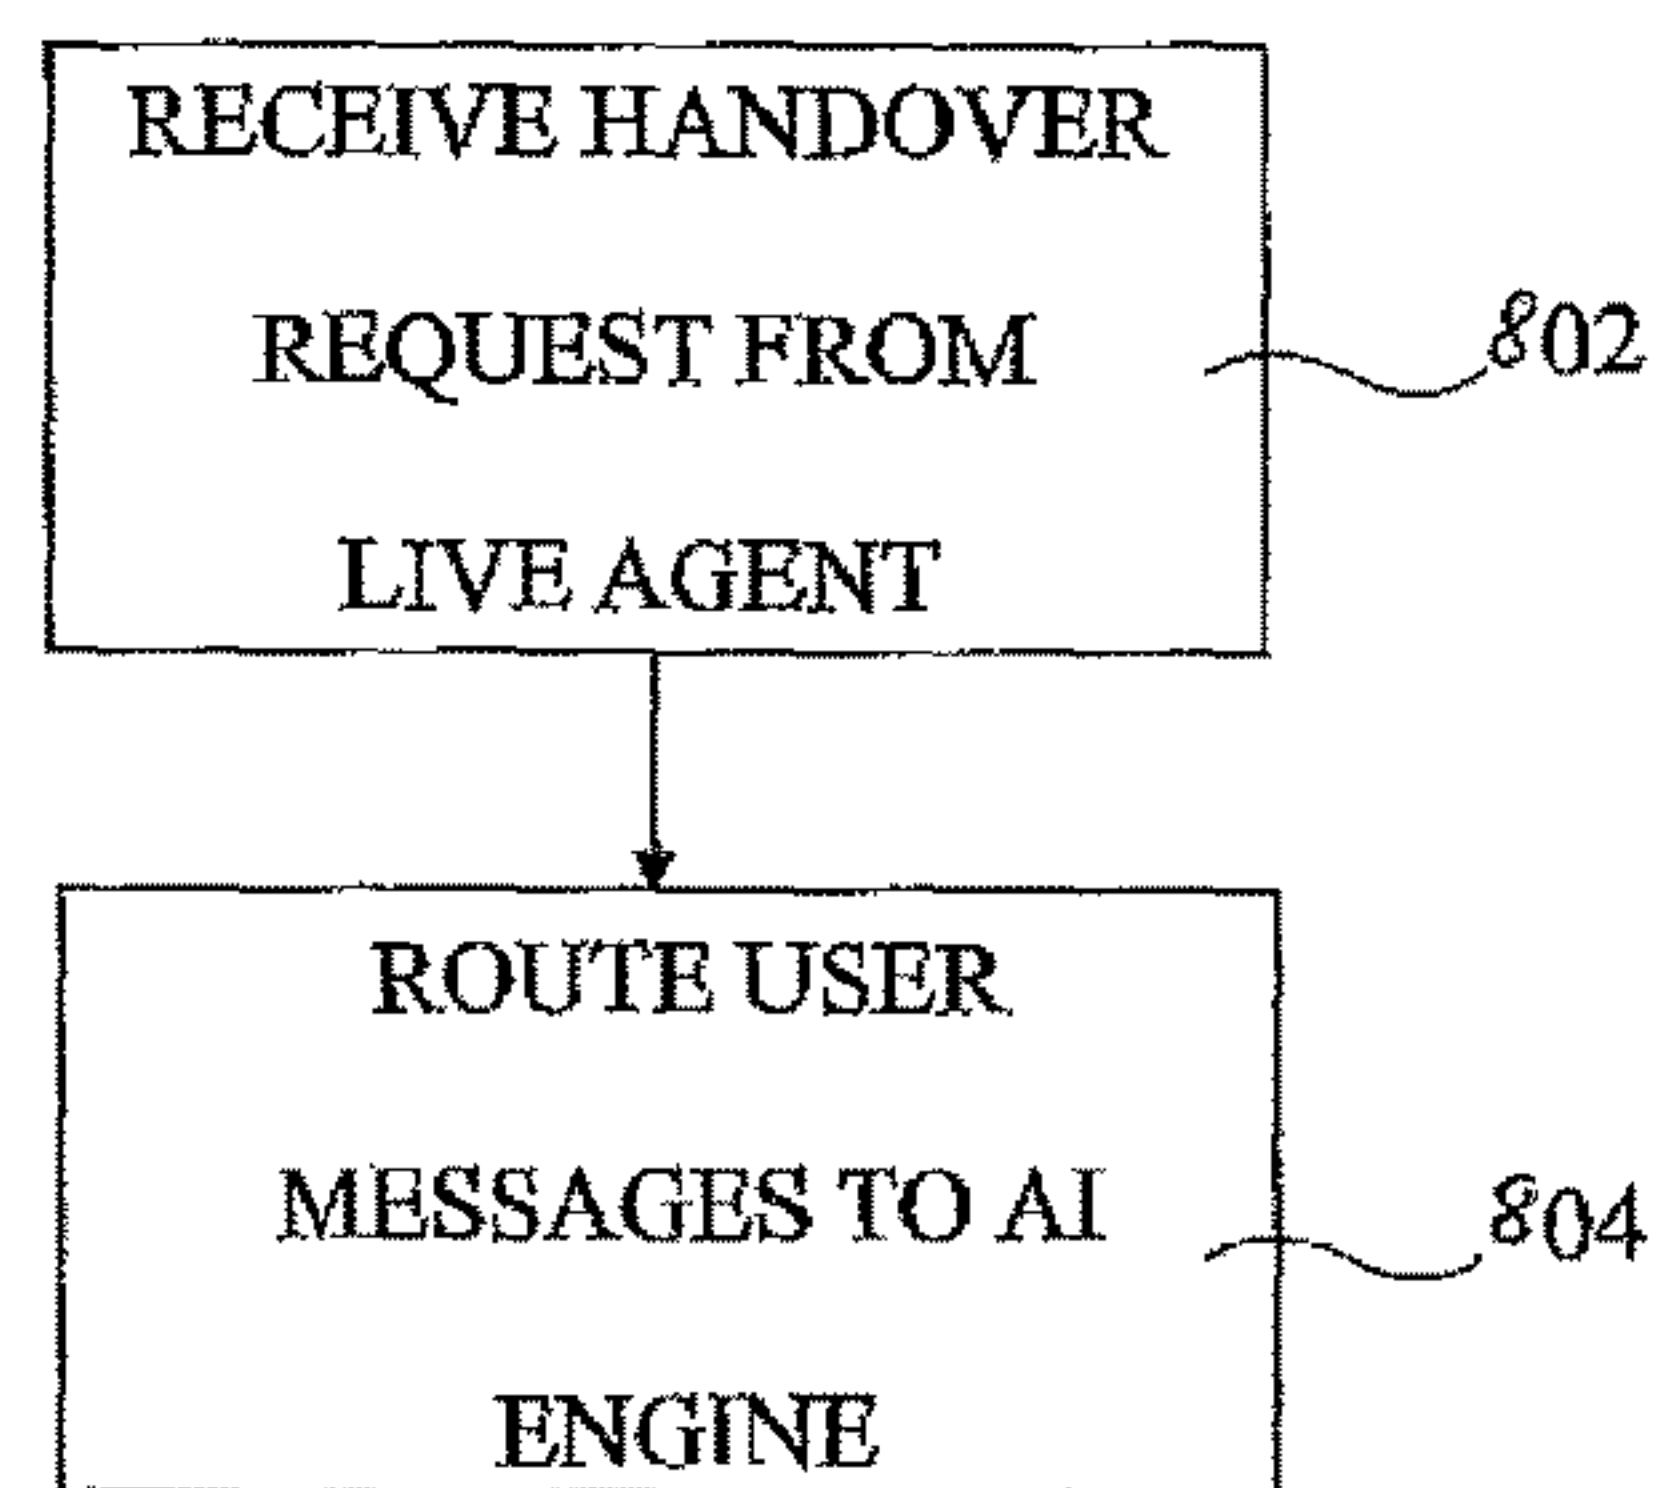 RECEIVE HANDOVER
REQUEST FROM
802
LIVE AGENT
ROUTE USER
MESSAGES TO AI
804
ENGINE